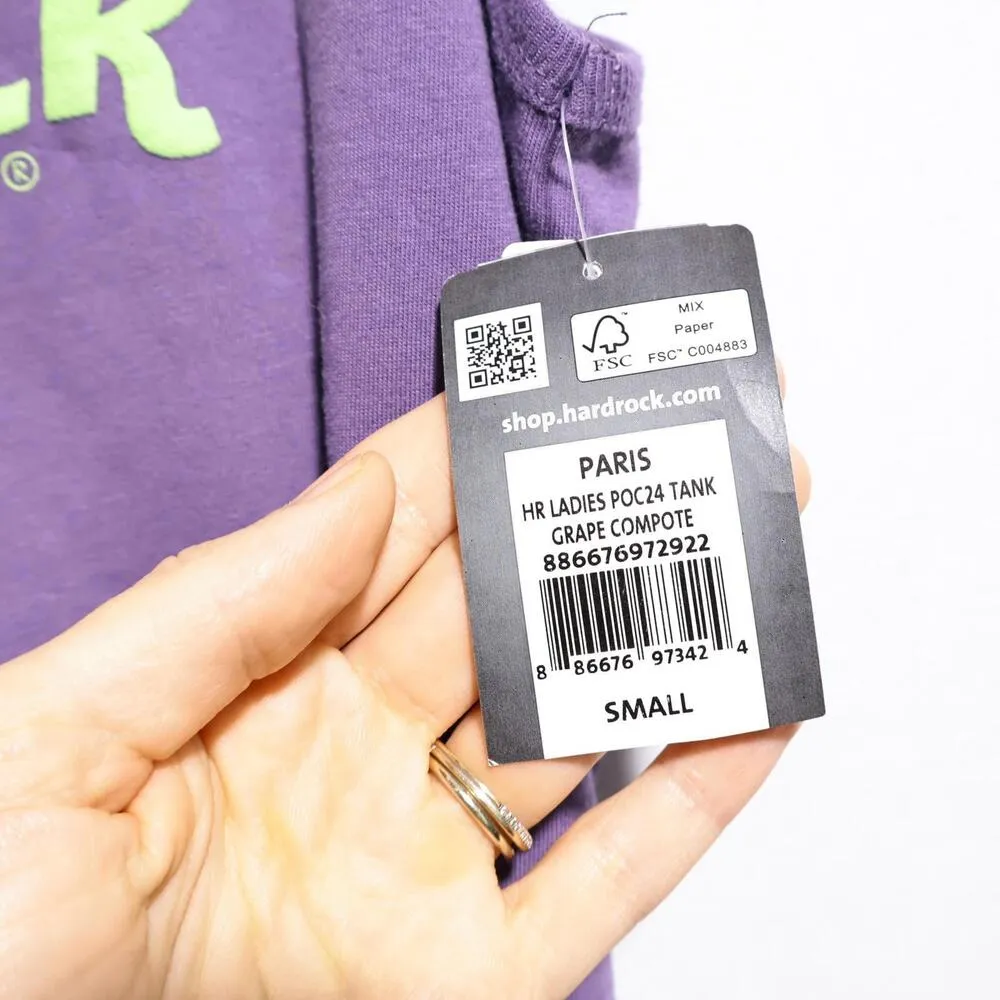 CK
®
MIX
Paper
FSC™ C004883
FSC
shop.hardrock.com
PARIS
HR LADIES POC24 TANK
GRAPE COMPOTE
886676972922
8 86676 97342 4
SMALL